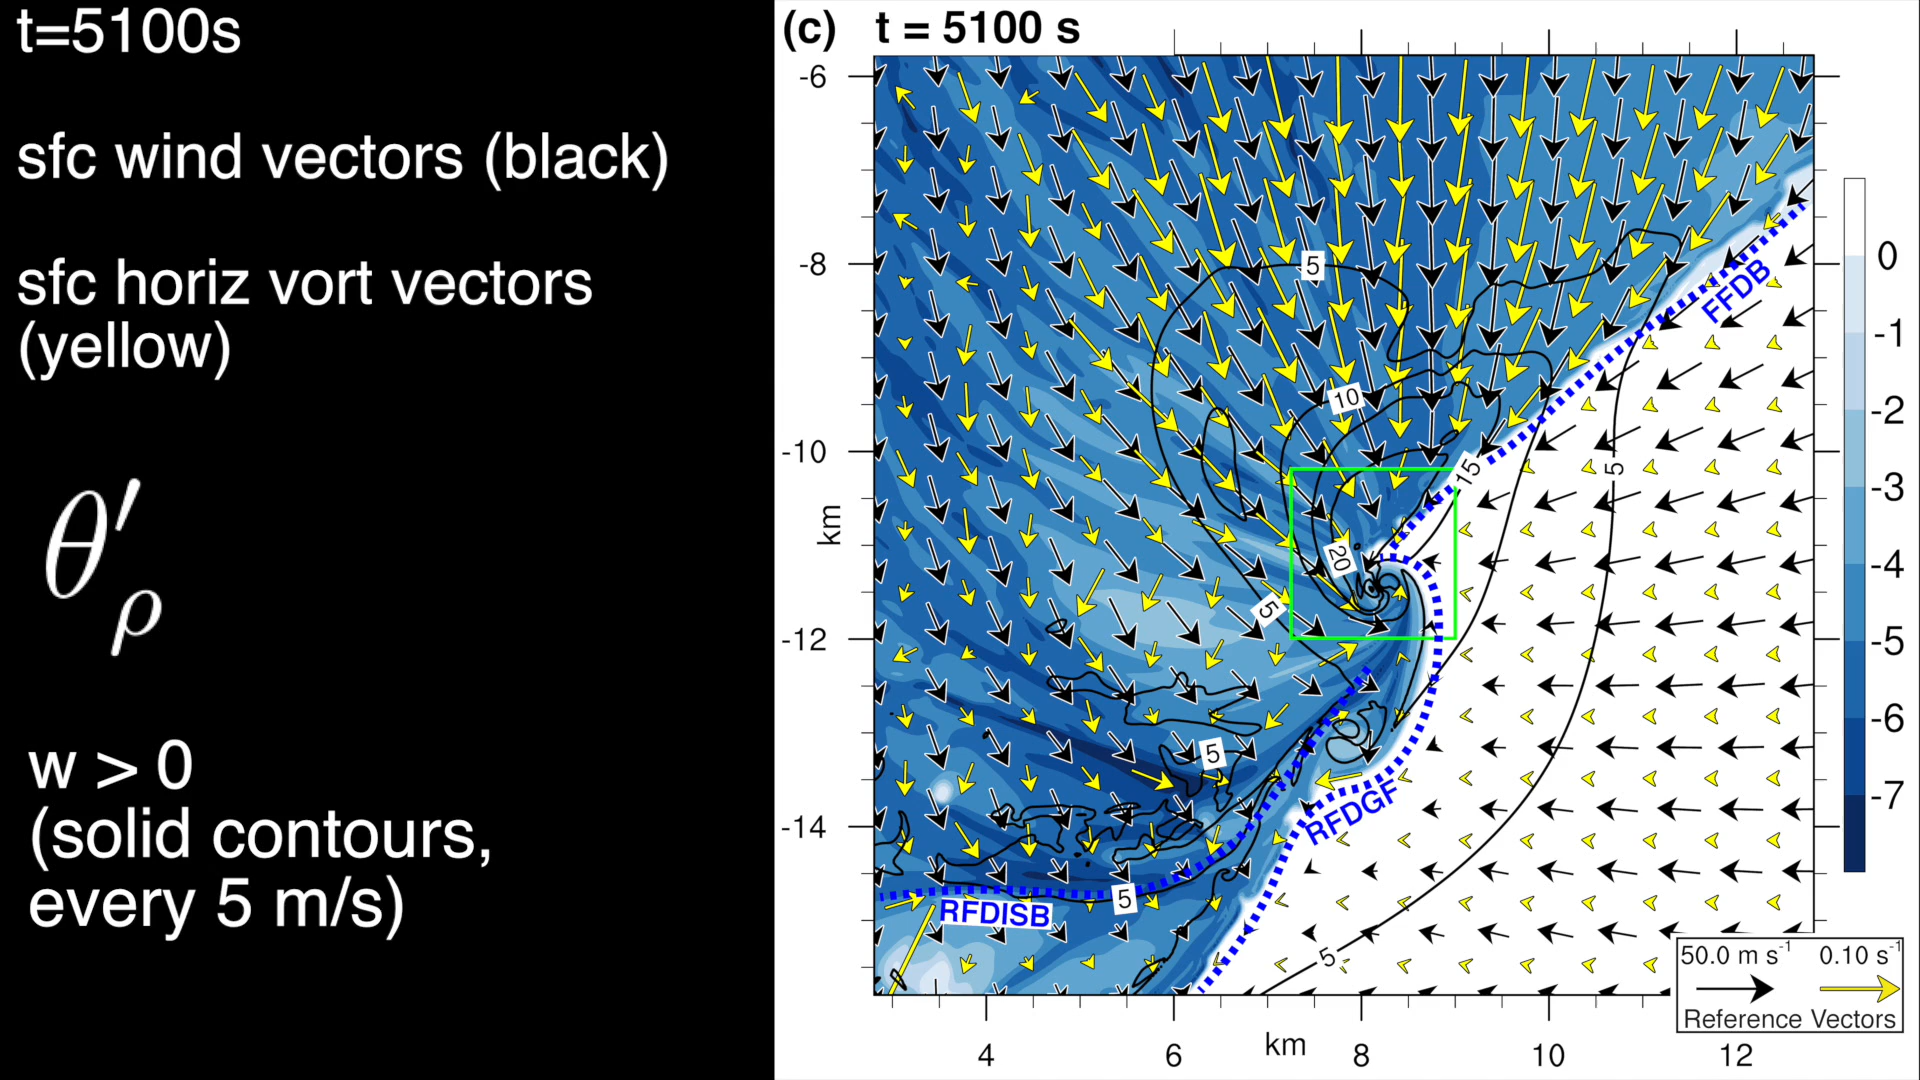 t=5100s
sfc wind vectors (black)
sfc horiz vort vectors
(yellow)
θ′ρ
w > 0
(solid contours,
every 5 m/s)
(c) t = 5100 s
-6
-8
-10
-12
-14
km
4
6
8
10
12
km
5
10
15
20
5
5
5
5
5
FFDB
RFDGF
RFDISB
0
-1
-2
-3
-4
-5
-6
-7
50.0 m s-1 0.10 s-1
Reference Vectors